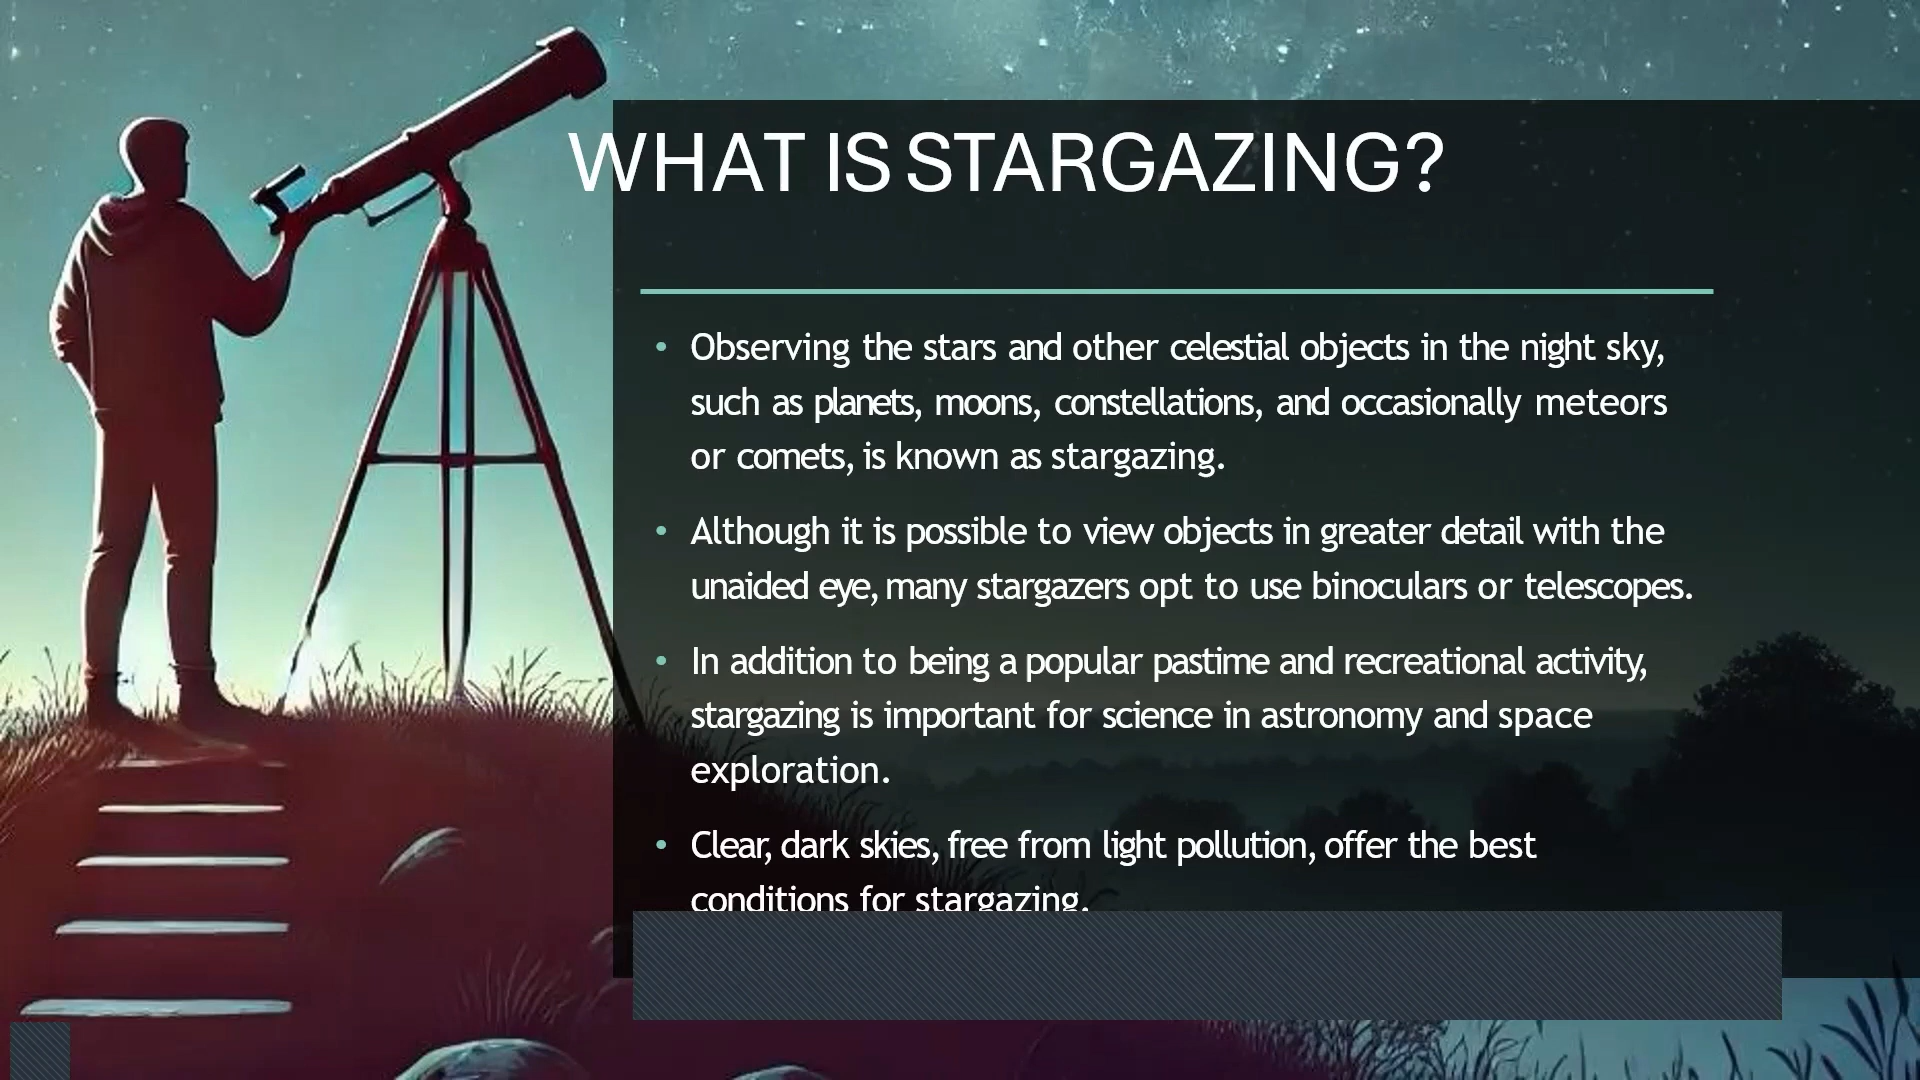 WHAT IS STARGAZING?
• Observing the stars and other celestial objects in the night sky,
such as planets, moons, constellations, and occasionally meteors
or comets, is known as stargazing.
• Although it is possible to view objects in greater detail with the
unaided eye, many stargazers opt to use binoculars or telescopes.
• In addition to being a popular pastime and recreational activity,
stargazing is important for science in astronomy and space
exploration.
• Clear, dark skies, free from light pollution, offer the best
conditions for stargazing.